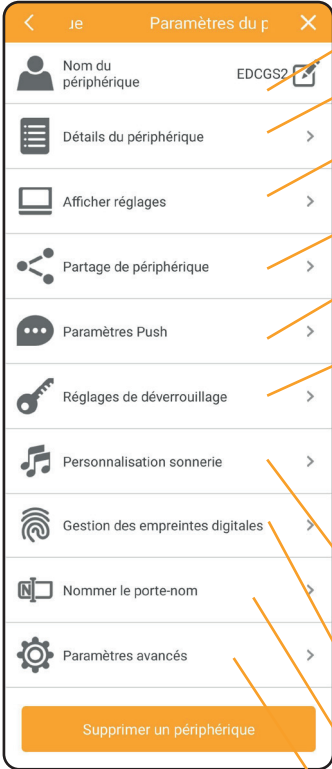 ue Paramètres du p
Nom du
périphérique
EDCGS2
Détails du périphérique
Afficher réglages
Partage de périphérique
Paramètres Push
Réglages de déverrouillage
Personnalisation sonnerie
Gestion des empreintes digitales
N
Nommer le porte-nom
Paramètres avancés
Supprimer un périphérique